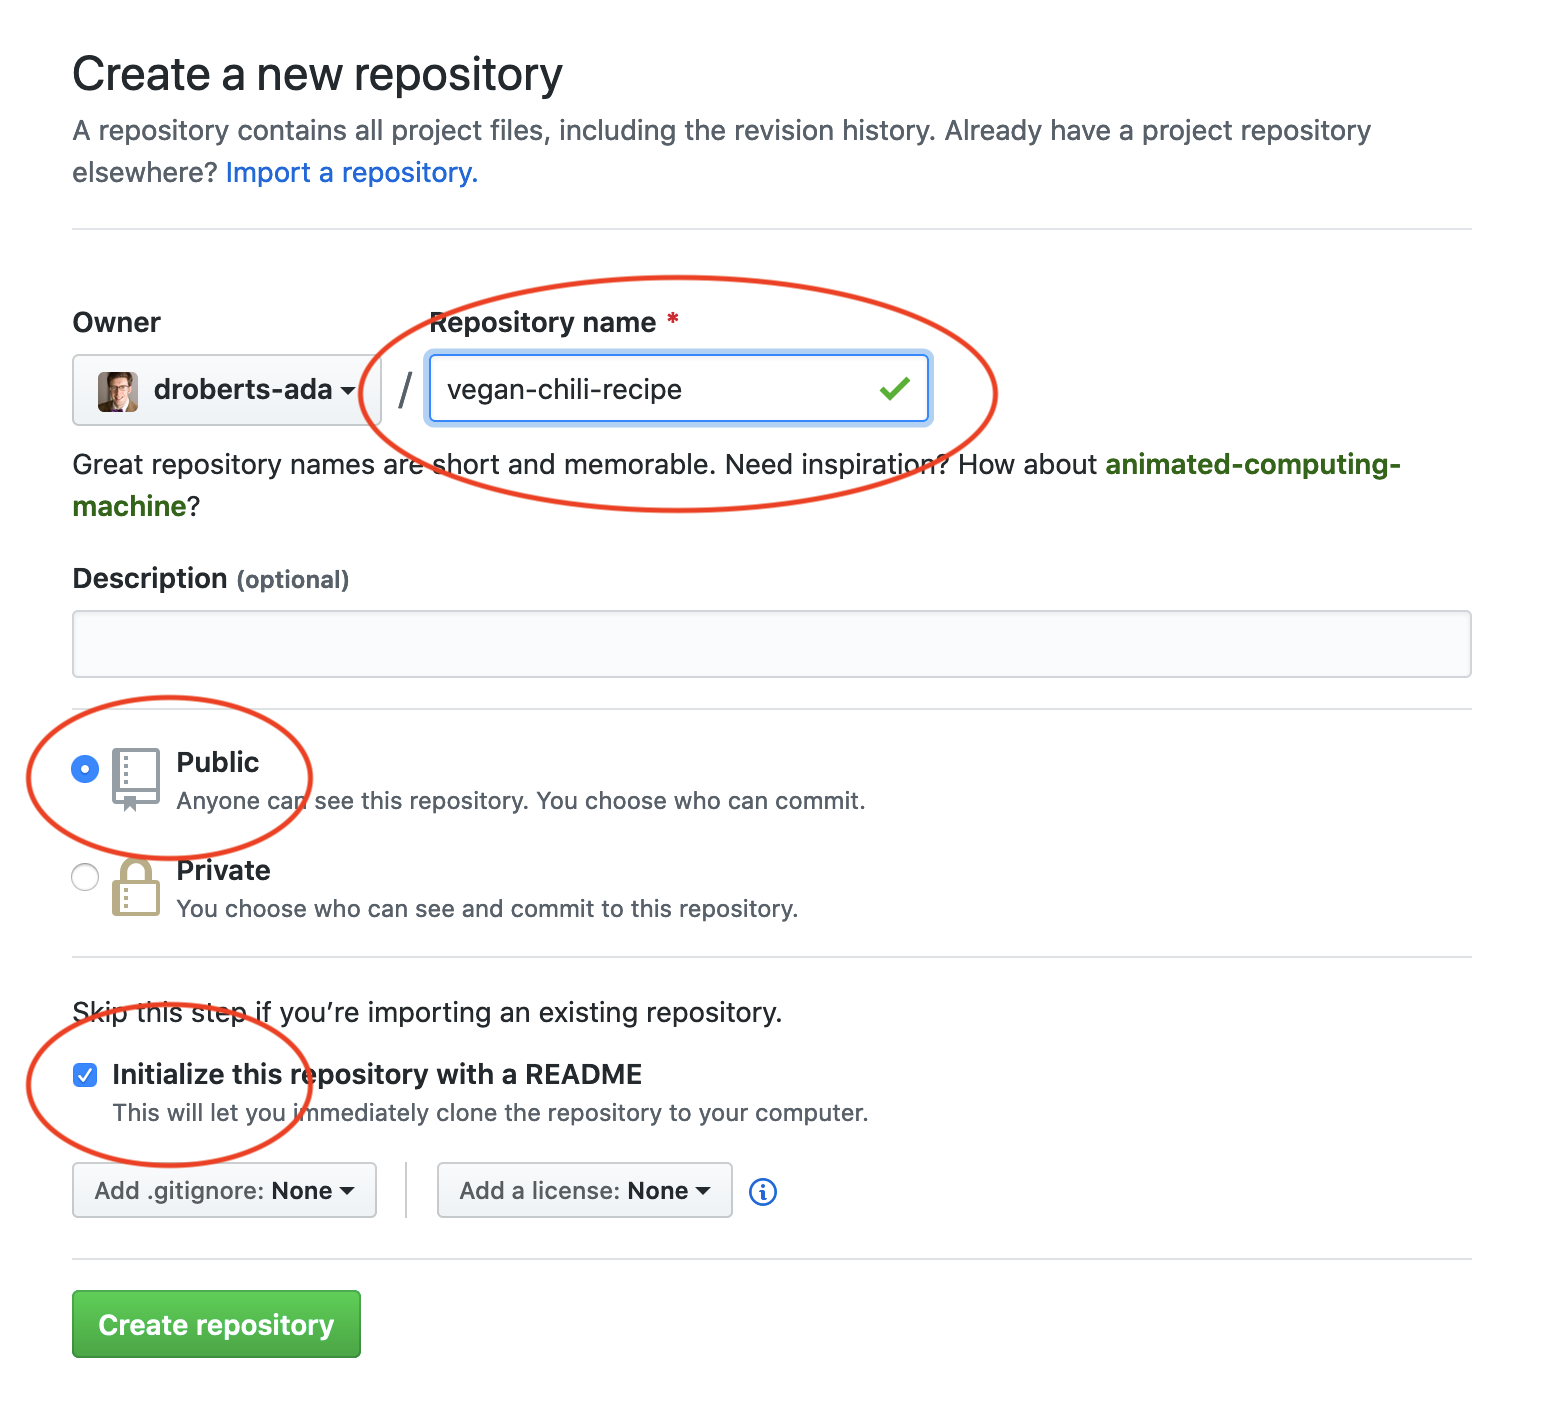 Create a new repository
A repository contains all project files, including the revision history. Already have a project repository
elsewhere? Import a repository.
Owner
Repository name *
droberts-ada
/
vegan-chili-recipe
Great repository names are short and memorable. Need inspiration? How about animated-computing-
machine?
Description (optional)
Public
Anyone can see this repository. You choose who can commit.
Private
You choose who can see and commit to this repository.
Skip this step if you’re importing an existing repository.
Initialize this repository with a README
This will let you immediately clone the repository to your computer.
Add .gitignore: None
Add a license: None
Create repository